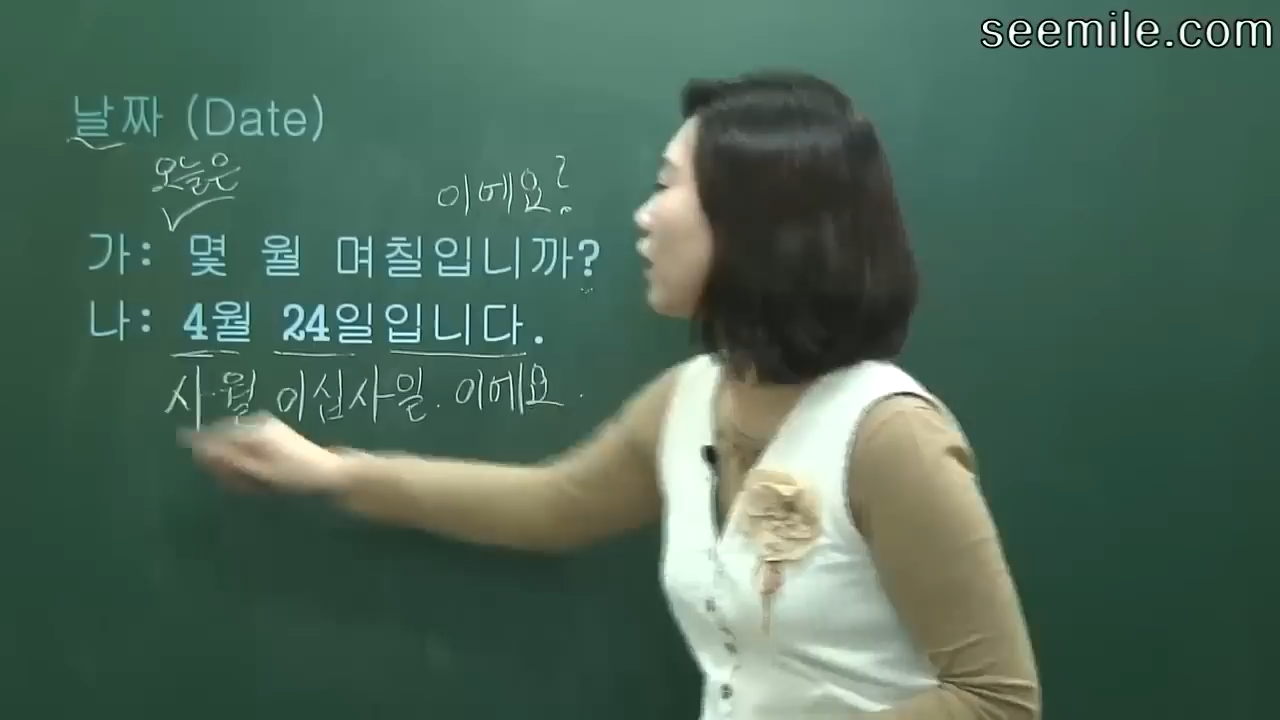 seemile.com
날짜 (Date)
오늘은
이에요?
가: 몇 월 며칠입니까?
나: 4월 24일입니다.
사월 이십사일. 이에요.